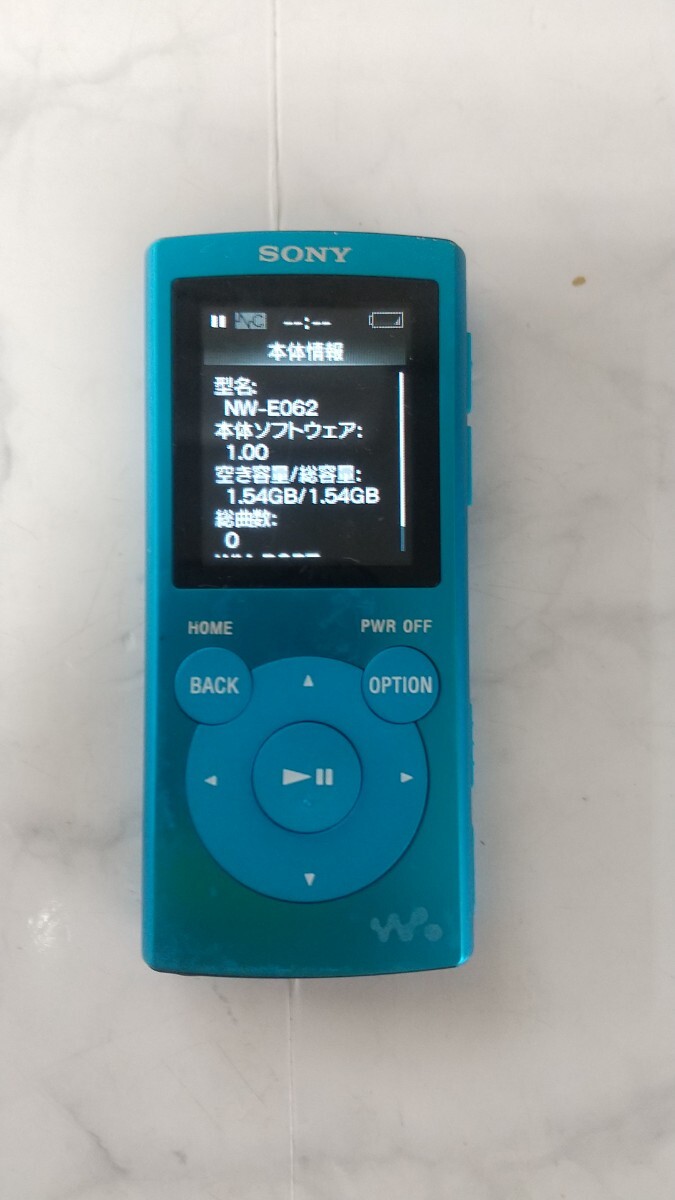 SONY
NC --:--
本体情報
型名:
NW-E062
本体ソフトウェア:
1.00
空き容量/総容量:
1.54GB/1.54GB
総曲数:
0
HOME PWR OFF
BACK OPTION